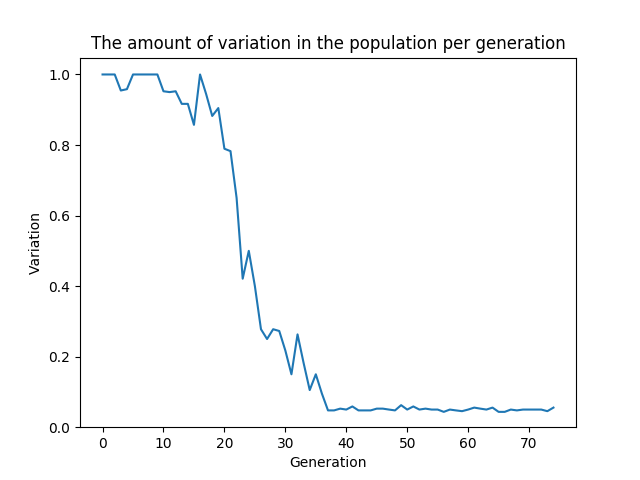 The amount of variation in the population per generation
1.0
0.8
0.6
0.4
0.2
0.0
Variation
0 10 20 30 40 50 60 70
Generation